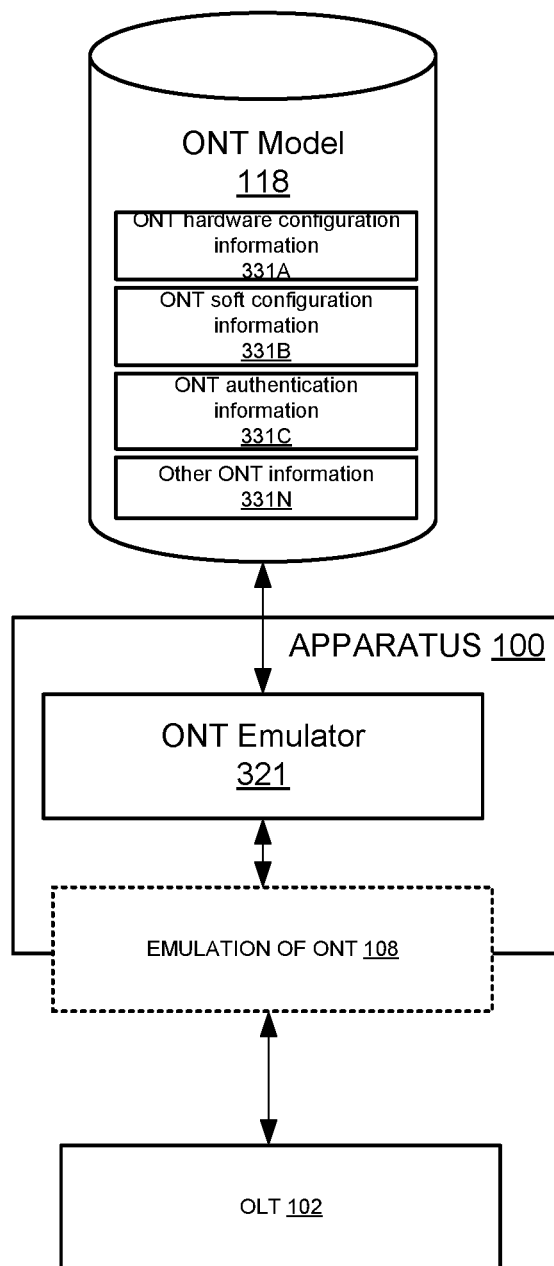 ONT Model
118
ONT hardware configuration
information
331A
ONT soft configuration
information
331B
ONT authentication
information
331C
Other ONT information
331N
APPARATUS 100
ONT Emulator
321
EMULATION OF ONT 108
OLT 102